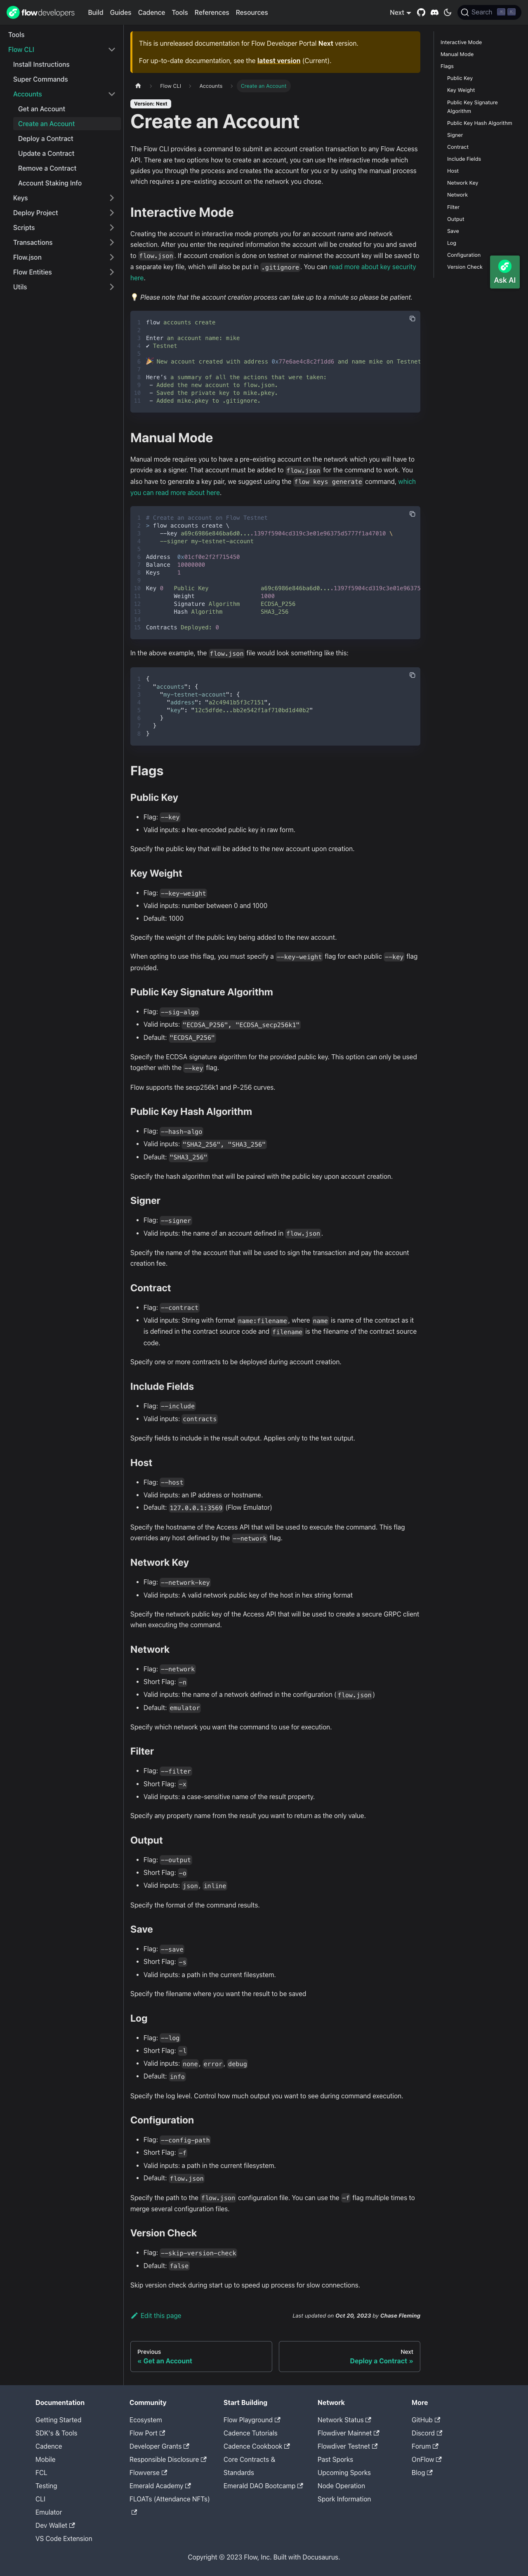 flow developers
Build Guides Cadence Tools References Resources
Next
Search
Tools
Flow CLI
Install Instructions
Super Commands
Accounts
Get an Account
Create an Account
Deploy a Contract
Update a Contract
Remove a Contract
Account Staking Info
Keys
Deploy Project
Scripts
Transactions
Flow.json
Flow Entities
Utils
This is unreleased documentation for Flow Developer Portal Next version.
For up-to-date documentation, see the latest version (Current).
Flow CLI Accounts Create an Account
Version: Next
Create an Account
The Flow CLI provides a command to submit an account creation transaction to any Flow Access
API. There are two options how to create an account, you can use the interactive mode which
guides you through the process and creates the account for you or by using the manual process
which requires a pre-existing account on the network you chose.
Interactive Mode
Creating the account in interactive mode prompts you for an account name and network
selection. After you enter the required information the account will be created for you and saved
to flow.json. If account creation is done on testnet or mainnet the account key will be saved to
a separate key file, which will also be put in .gitignore. You can read more about key security
here.
💡 Please note that the account creation process can take up to a minute so please be patient.
1 flow accounts create
2
3 Enter an account name: mike
4 ✔ Testnet
5
6 🎉 New account created with address 0x77e6ae4c8c2f1dd6 and name mike on Testnet
7
8 Here's a summary of all the actions that were taken:
9 - Added the new account to flow.json.
10 - Saved the private key to mike.pkey.
11 - Added mike.pkey to .gitignore.
Manual Mode
Manual mode requires you to have a pre-existing account on the network which you will have to
provide as a signer. That account must be added to flow.json for the command to work. You
also have to generate a key pair, we suggest using the flow keys generate command, which
you can read more about here.
1 # Create an account on Flow Testnet
2 > flow accounts create \
3 --key a69c6986e846ba6d0....1397f5904cd319c3e01e96375d5777f1a47010 \
4 --signer my-testnet-account
5
6 Address 0x01cf0e2f2f715450
7 Balance 10000000
8 Keys 1
9
10 Key 0 Public Key a69c6986e846ba6d0....1397f5904cd319c3e01e96375
11 Weight 1000
12 Signature Algorithm ECDSA_P256
13 Hash Algorithm SHA3_256
14
15 Contracts Deployed: 0
In the above example, the flow.json file would look something like this:
1 {
2 "accounts": {
3 "my-testnet-account": {
4 "address": "a2c4941b5f3c7151",
5 "key": "12c5dfde...bb2e542f1af710bd1d40b2"
6 }
7 }
8 }
Flags
Public Key
• Flag: --key
• Valid inputs: a hex-encoded public key in raw form.
Specify the public key that will be added to the new account upon creation.
Key Weight
• Flag: --key-weight
• Valid inputs: number between 0 and 1000
• Default: 1000
Specify the weight of the public key being added to the new account.
When opting to use this flag, you must specify a --key-weight flag for each public --key flag
provided.
Public Key Signature Algorithm
• Flag: --sig-algo
• Valid inputs: "ECDSA_P256", "ECDSA_secp256k1"
• Default: "ECDSA_P256"
Specify the ECDSA signature algorithm for the provided public key. This option can only be used
together with the --key flag.
Flow supports the secp256k1 and P-256 curves.
Public Key Hash Algorithm
• Flag: --hash-algo
• Valid inputs: "SHA2_256", "SHA3_256"
• Default: "SHA3_256"
Specify the hash algorithm that will be paired with the public key upon account creation.
Signer
• Flag: --signer
• Valid inputs: the name of an account defined in flow.json.
Specify the name of the account that will be used to sign the transaction and pay the account
creation fee.
Contract
• Flag: --contract
• Valid inputs: String with format name:filename, where name is name of the contract as it
is defined in the contract source code and filename is the filename of the contract source
code.
Specify one or more contracts to be deployed during account creation.
Include Fields
• Flag: --include
• Valid inputs: contracts
Specify fields to include in the result output. Applies only to the text output.
Host
• Flag: --host
• Valid inputs: an IP address or hostname.
• Default: 127.0.0.1:3569 (Flow Emulator)
Specify the hostname of the Access API that will be used to execute the command. This flag
overrides any host defined by the --network flag.
Network Key
• Flag: --network-key
• Valid inputs: A valid network public key of the host in hex string format
Specify the network public key of the Access API that will be used to create a secure GRPC client
when executing the command.
Network
• Flag: --network
• Short Flag: -n
• Valid inputs: the name of a network defined in the configuration (flow.json)
• Default: emulator
Specify which network you want the command to use for execution.
Filter
• Flag: --filter
• Short Flag: -x
• Valid inputs: a case-sensitive name of the result property.
Specify any property name from the result you want to return as the only value.
Output
• Flag: --output
• Short Flag: -o
• Valid inputs: json, inline
Specify the format of the command results.
Save
• Flag: --save
• Short Flag: -s
• Valid inputs: a path in the current filesystem.
Specify the filename where you want the result to be saved
Log
• Flag: --log
• Short Flag: -l
• Valid inputs: none, error, debug
• Default: info
Specify the log level. Control how much output you want to see during command execution.
Configuration
• Flag: --config-path
• Short Flag: -f
• Valid inputs: a path in the current filesystem.
• Default: flow.json
Specify the path to the flow.json configuration file. You can use the -f flag multiple times to
merge several configuration files.
Version Check
• Flag: --skip-version-check
• Default: false
Skip version check during start up to speed up process for slow connections.
Edit this page
Last updated on Oct 20, 2023 by Chase Fleming
Previous
« Get an Account
Next
Deploy a Contract »
Interactive Mode
Manual Mode
Flags
Public Key
Key Weight
Public Key Signature
Algorithm
Public Key Hash Algorithm
Signer
Contract
Include Fields
Host
Network Key
Network
Filter
Output
Save
Log
Configuration
Version Check
Ask AI
Documentation
Getting Started
SDK's & Tools
Cadence
Mobile
FCL
Testing
CLI
Emulator
Dev Wallet
VS Code Extension
Community
Ecosystem
Flow Port
Developer Grants
Responsible Disclosure
Flowverse
Emerald Academy
FLOATs (Attendance NFTs)
Start Building
Flow Playground
Cadence Tutorials
Cadence Cookbook
Core Contracts &
Standards
Emerald DAO Bootcamp
Network
Network Status
Flowdiver Mainnet
Flowdiver Testnet
Past Sporks
Upcoming Sporks
Node Operation
Spork Information
More
GitHub
Discord
Forum
OnFlow
Blog
Copyright © 2023 Flow, Inc. Built with Docusaurus.